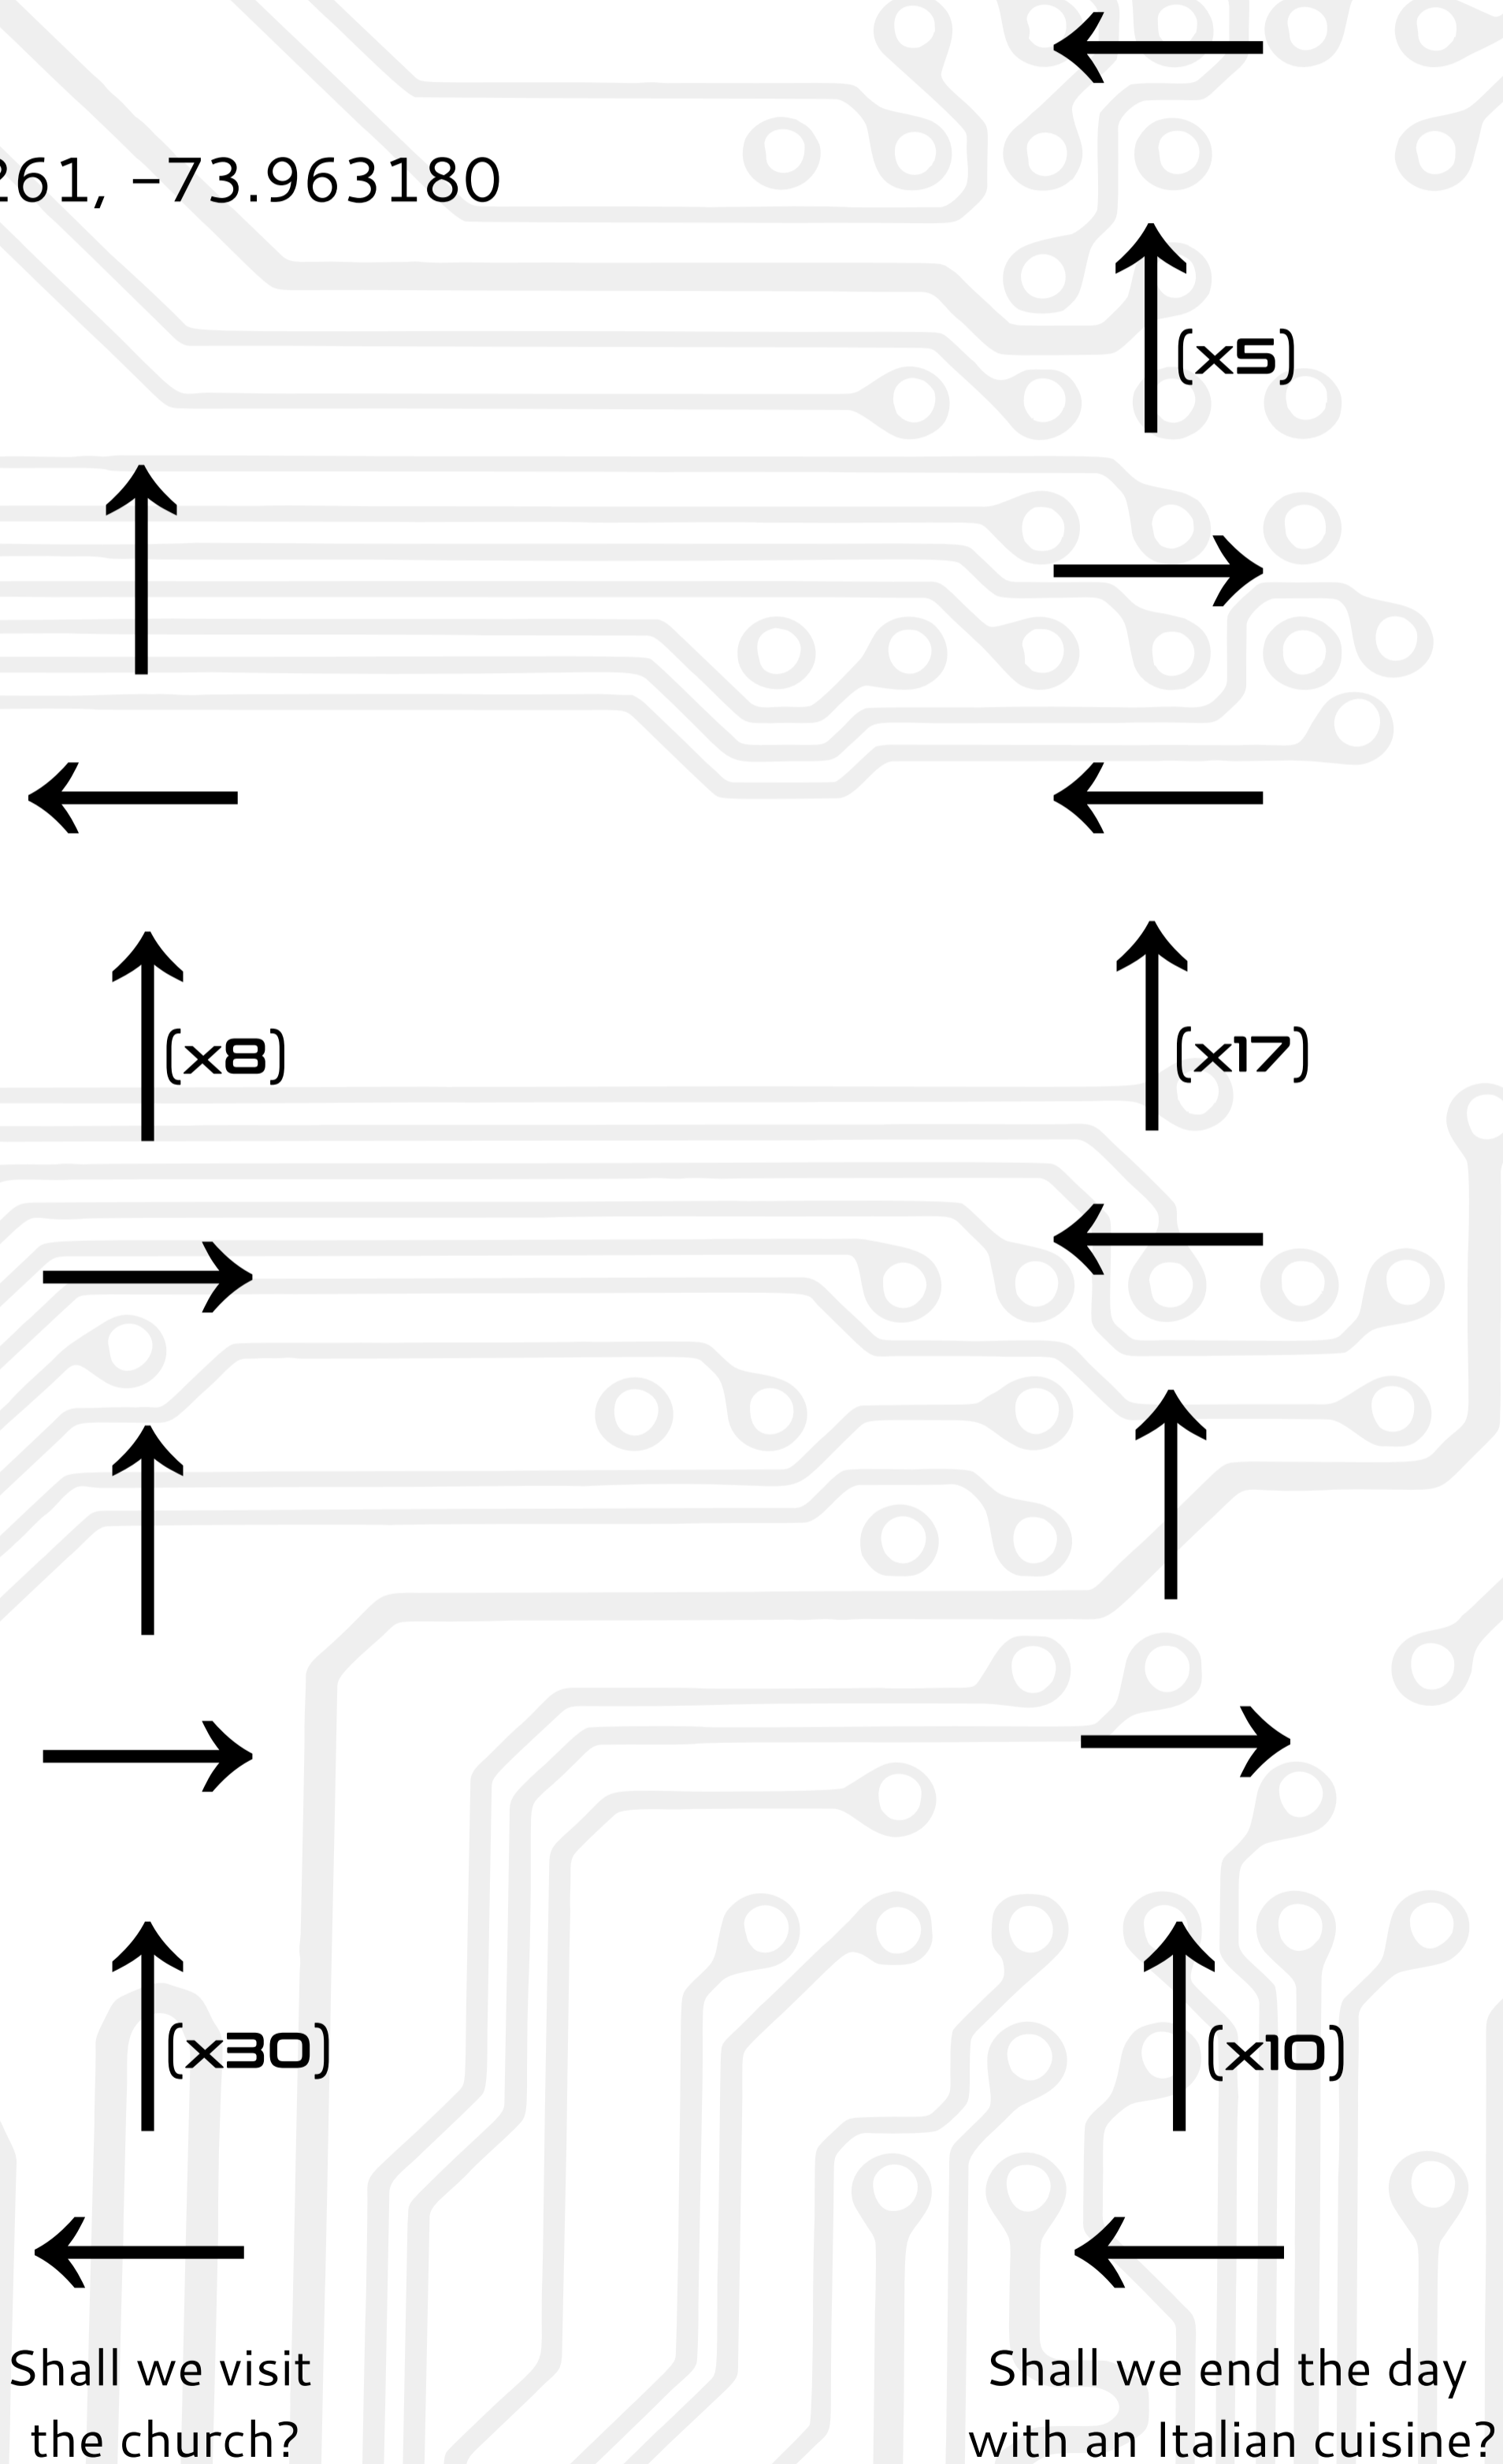 261, -73.963180
(x5)
(x8)
(x17)
(x30)
(x10)
Shall we visit
the church?
Shall we end the day
with an Italian cuisine?